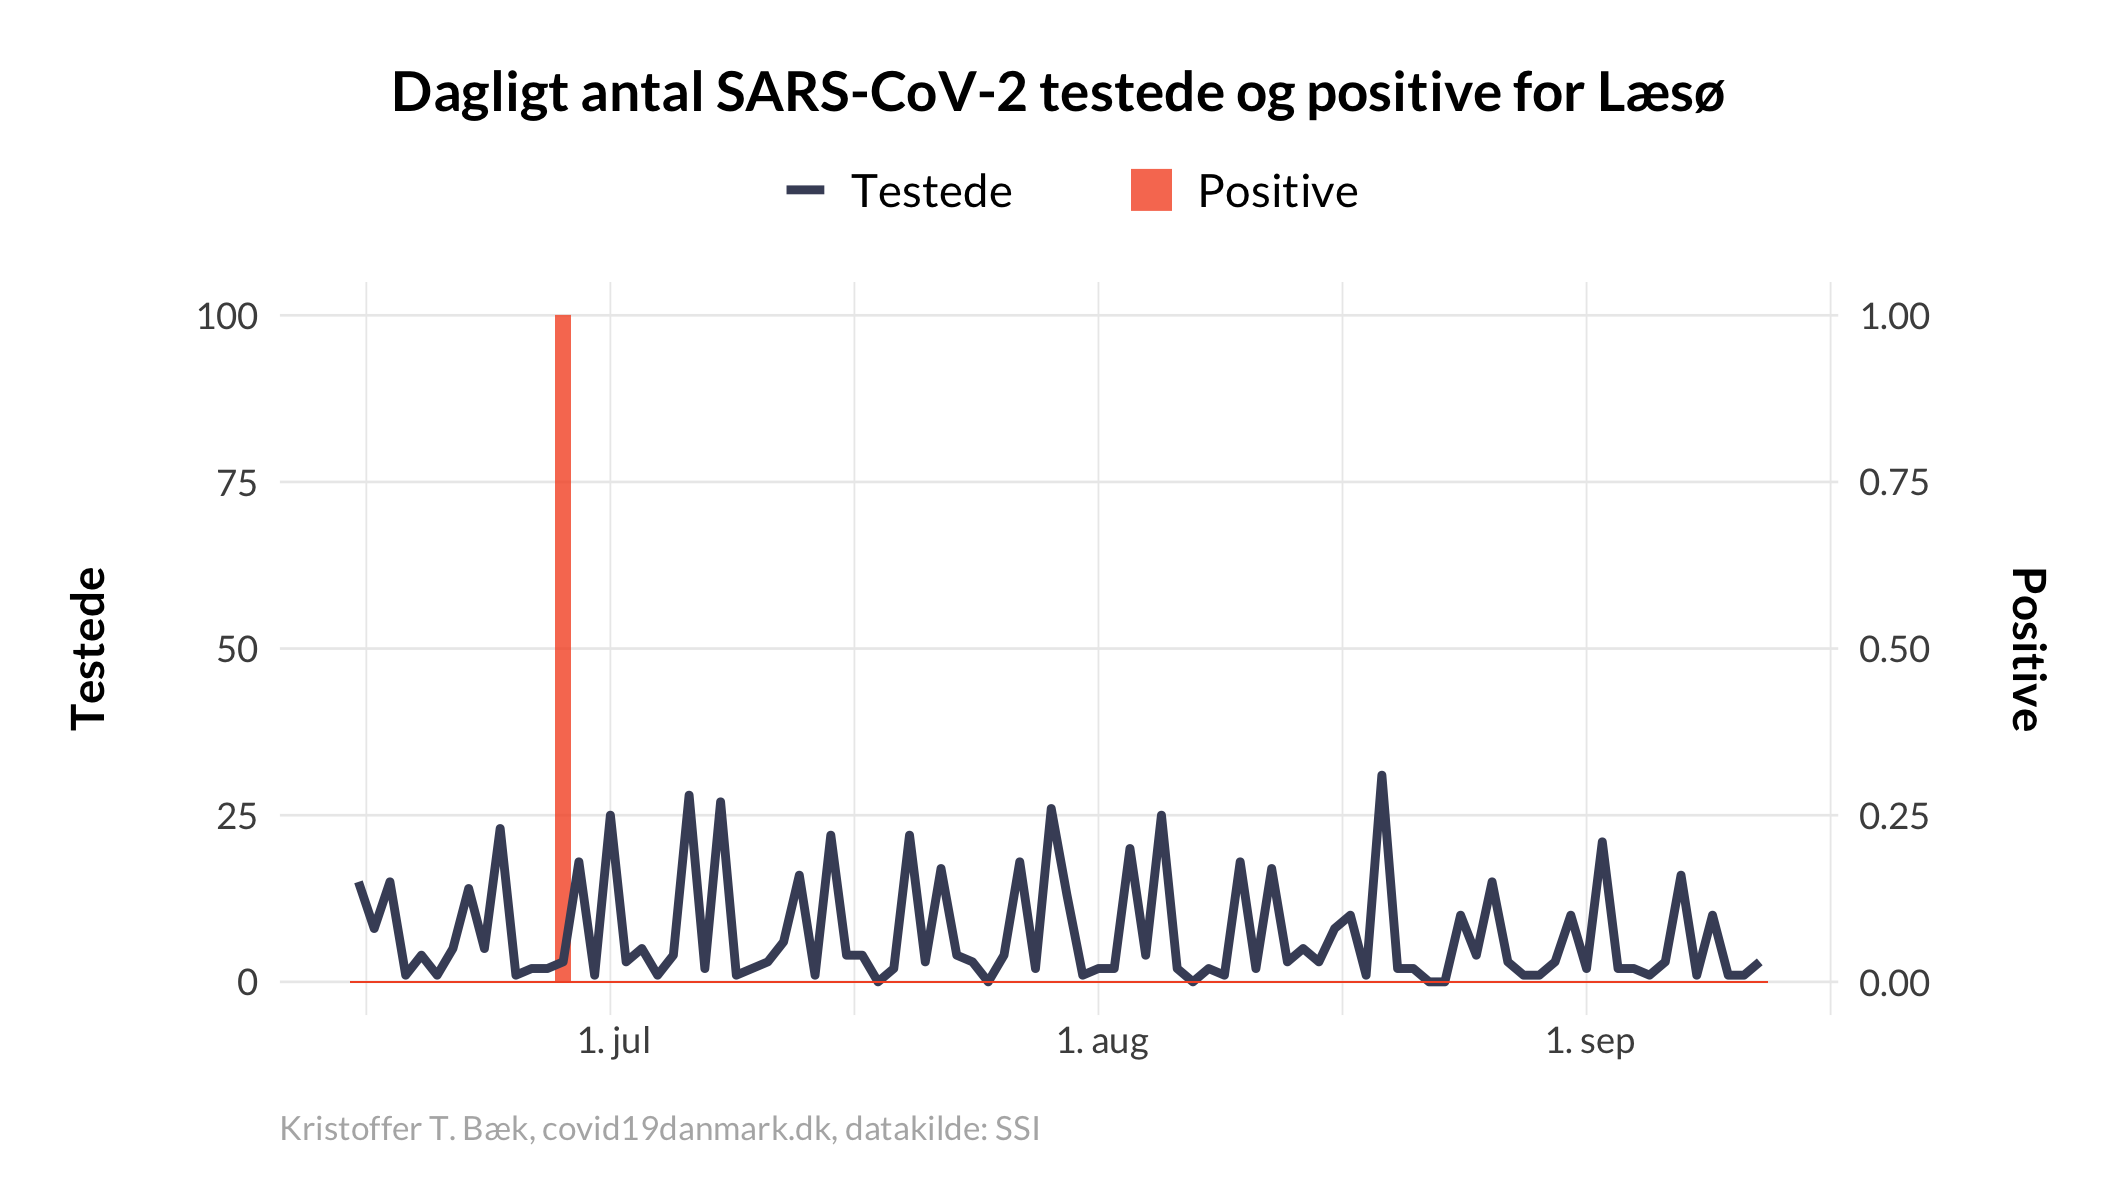 Dagligt antal SARS-CoV-2 testede og positive for Læsø
Testede
Positive
100
75
50
25
0
Testede
1.00
0.75
0.50
0.25
0.00
Positive
1. jul
1. aug
1. sep
Kristoffer T. Bæk, covid19danmark.dk, datakilde: SSI